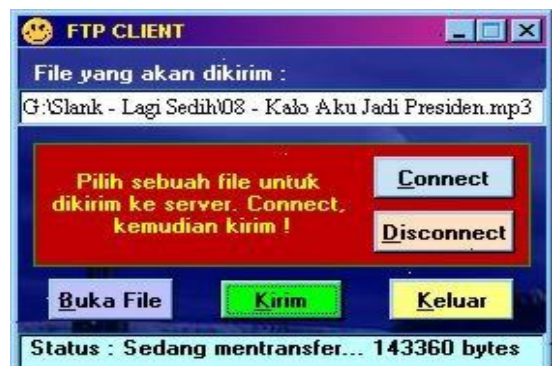 FTP CLIENT
File yang akan dikirim :
G:\Slank - Lagi Sedih\08 - Kalo Aku Jadi Presiden.mp3
Pilih sebuah file untuk
dikirim ke server. Connect,
kemudian kirim !
Connect
Disconnect
Buka File
Kirim
Keluar
Status : Sedang mentransfer... 143360 bytes